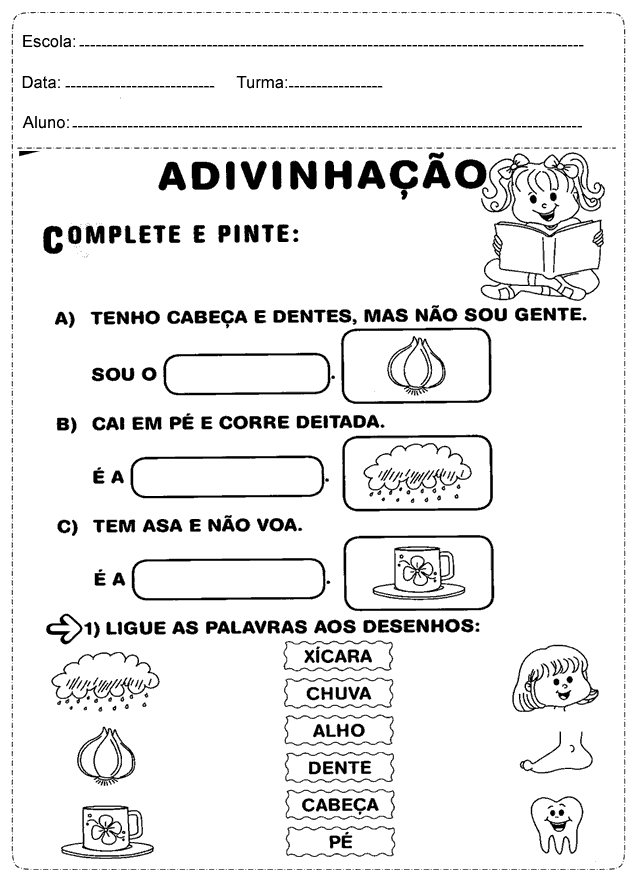 Escola:
Data: Turma:
Aluno:
ADIVINHAÇÃO
COMPLETE E PINTE:
A) TENHO CABEÇA E DENTES, MAS NÃO SOU GENTE.
SOU O .
B) CAI EM PÉ E CORRE DEITADA.
É A .
C) TEM ASA E NÃO VOA.
É A .
1) LIGUE AS PALAVRAS AOS DESENHOS:
XÍCARA
CHUVA
ALHO
DENTE
CABEÇA
PÉ